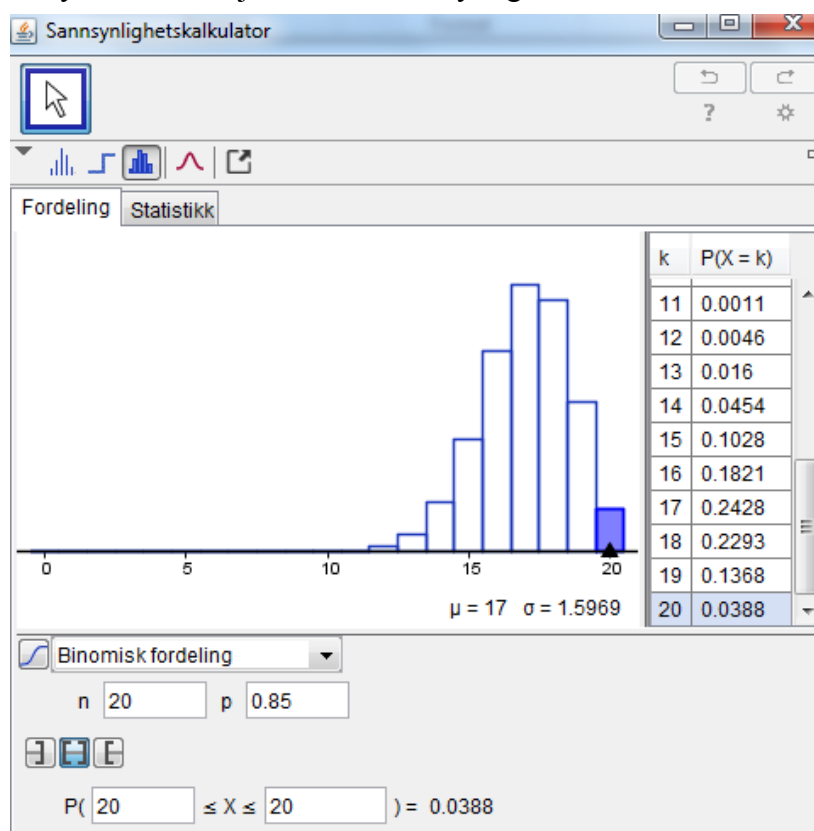 Sannsynlighetskalkulator
?
Fordeling Statistikk
k P(X = k)
11 0.0011
12 0.0046
13 0.016
14 0.0454
15 0.1028
16 0.1821
17 0.2428
18 0.2293
19 0.1368
20 0.0388
0 5 10 15 20
μ = 17 σ = 1.5969
Binomisk fordeling
n 20 p 0.85
P( 20 ≤ X ≤ 20 ) = 0.0388